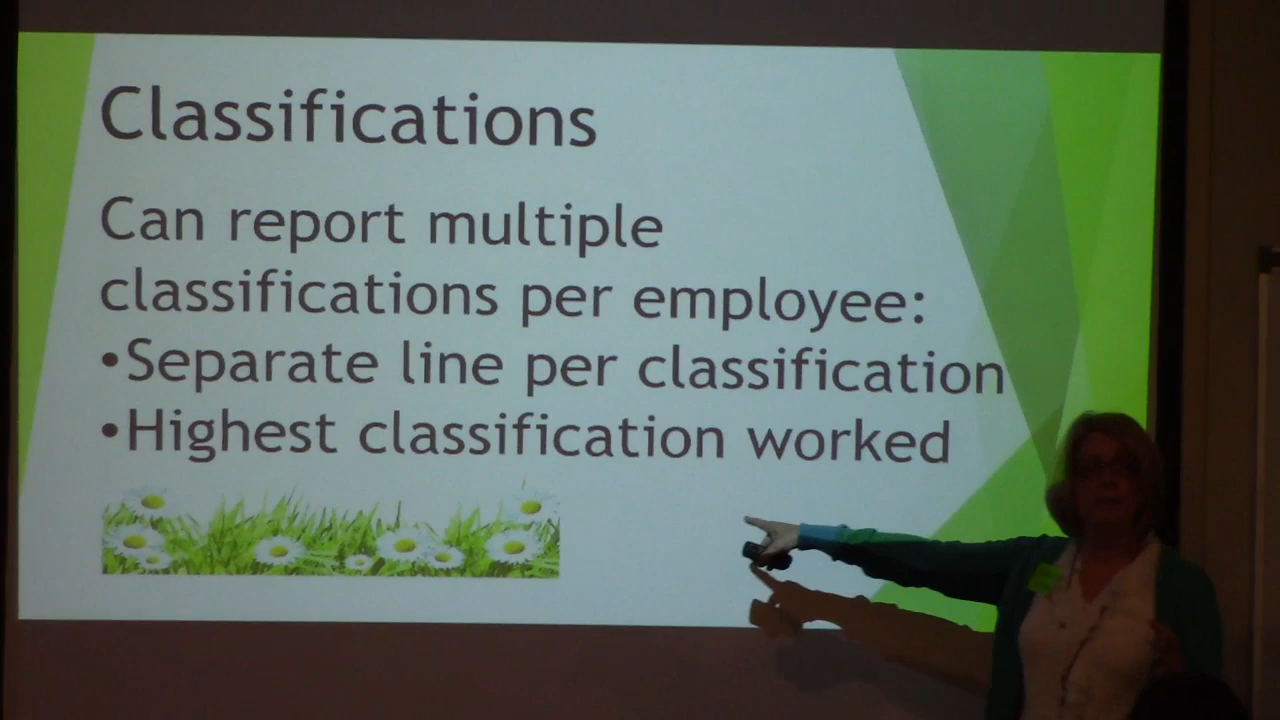 Classifications
Can report multiple
classifications per employee:
•Separate line per classification
•Highest classification worked